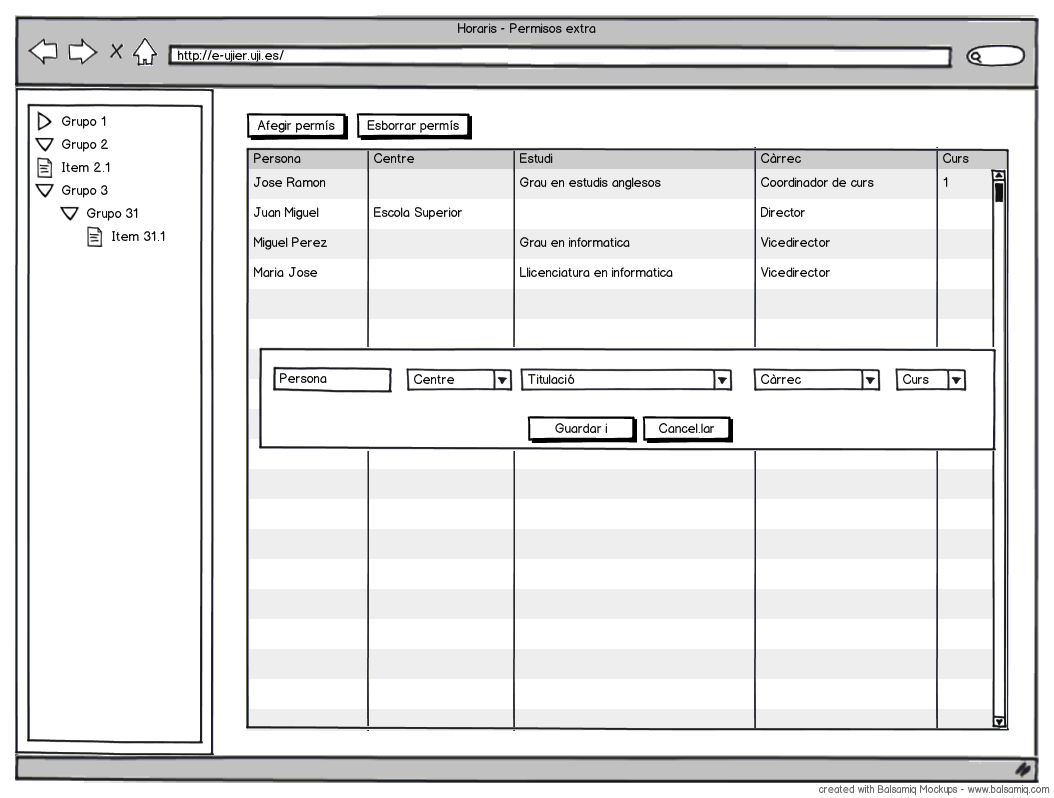 Horaris - Permisos extra
http://e-ujier.uji.es/
Grupo 1
Grupo 2
Item 2.1
Grupo 3
Grupo 31
Item 31.1
Afegir permís Esborrar permís
Persona Centre Estudi Càrrec Curs
Jose Ramon Grau en estudis anglesos Coordinador de curs 1
Juan Miguel Escola Superior Director
Miguel Perez Grau en informatica Vicedirector
Maria Jose Llicenciatura en informatica Vicedirector
Persona Centre Titulació Càrrec Curs
Guardar i Cancel.lar
created with Balsamiq Mockups - www.balsamiq.com